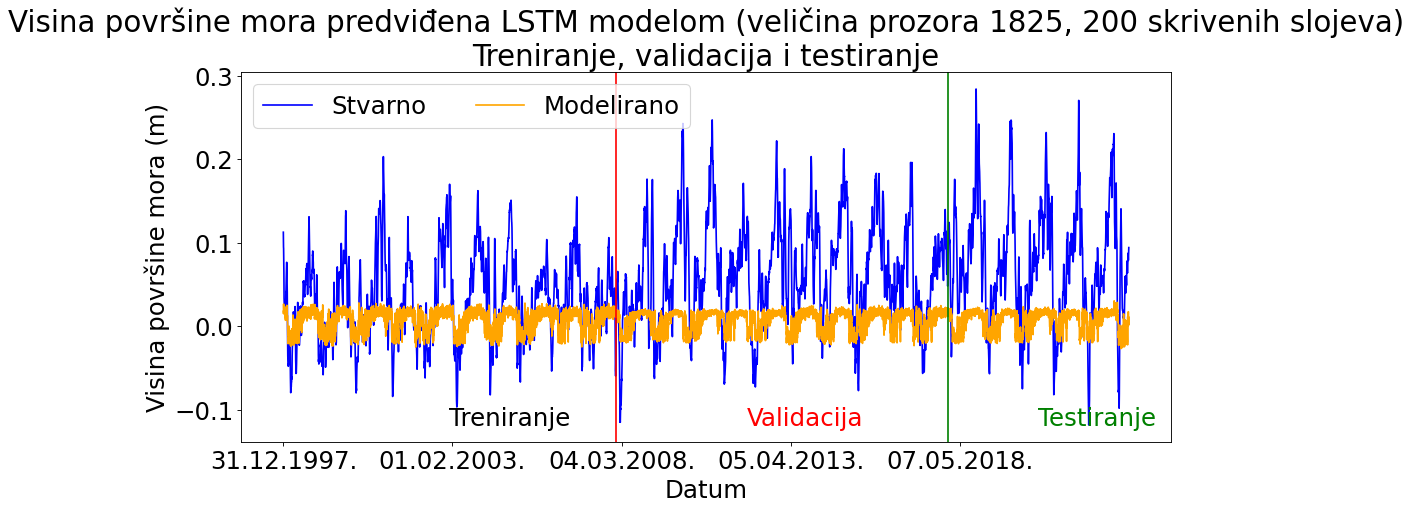 Visina površine mora predviđena LSTM modelom (veličina prozora 1825, 200 skrivenih slojeva)
Treniranje, validacija i testiranje
Stvarno
Modelirano
Visina površine mora (m)
0.3
0.2
0.1
0.0
−0.1
Treniranje
Validacija
Testiranje
31.12.1997.
01.02.2003.
04.03.2008.
05.04.2013.
07.05.2018.
Datum